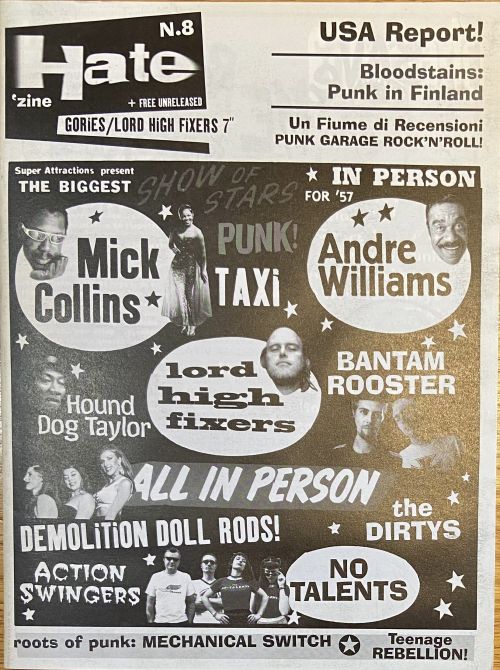 N.8
Hate
'zine
+ FREE UNRELEASED
GORiES/LORD HiGH FiXERS 7"
USA Report!
Bloodstains:
Punk in Finland
Un Fiume di Recensioni
PUNK GARAGE ROCK'N'ROLL!
Super Attractions present
THE BIGGEST
SHOW OF
STARS
IN PERSON
FOR '57
Mick
Collins
PUNK!
TAXi
Andre
Williams
lord
high
fixers
BANTAM
ROOSTER
Hound
Dog Taylor
ALL IN PERSON
the
DIRTYS
DEMOLiTiON DOLL RODS!
ACTION
SWINGERS
NO
TALENTS
roots of punk: MECHANICAL SWITCH
Teenage
REBELLION!